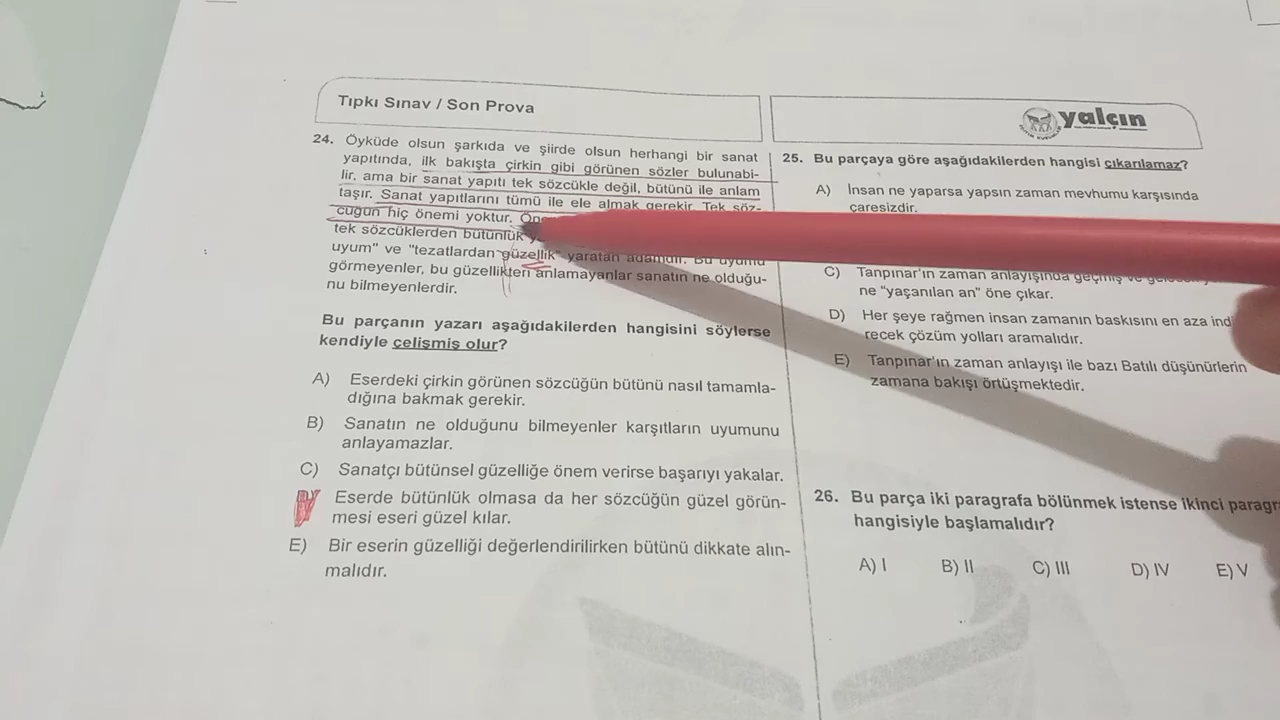 Tıpkı Sınav / Son Prova
yalçın
24. Öyküde olsun şarkıda ve şiirde olsun herhangi bir sanat
yapıtında, ilk bakışta çirkin gibi görünen sözler bulunabi-
lir, ama bir sanat yapıtı tek sözcükle değil, bütünü ile anlam
taşır. Sanat yapıtlarını tümü ile ele almak gerekir. Tek söz-
cüğün hiç önemi yoktur.
tek sözcüklerden bütünlük
uyum" ve "tezatlardan güzellik" yaratan adamdır. Bu uyumu
görmeyenler, bu güzellikleri anlamayanlar sanatın ne olduğu-
nu bilmeyenlerdir.
Bu parçanın yazarı aşağıdakilerden hangisini söylerse
kendiyle çelişmiş olur?
A) Eserdeki çirkin görünen sözcüğün bütünü nasıl tamamla-
dığına bakmak gerekir.
B) Sanatın ne olduğunu bilmeyenler karşıtların uyumunu
anlayamazlar.
C) Sanatçı bütünsel güzelliğe önem verirse başarıyı yakalar.
Eserde bütünlük olmasa da her sözcüğün güzel görün-
mesi eseri güzel kılar.
E) Bir eserin güzelliği değerlendirilirken bütünü dikkate alın-
malıdır.
25. Bu parçaya göre aşağıdakilerden hangisi çıkarılamaz?
A) İnsan ne yaparsa yapsın zaman mevhumu karşısında
çaresizdir.
C) Tanpınar'ın zaman anlayışında geçmiş ve
ne "yaşanılan an" öne çıkar.
D) Her şeye rağmen insan zamanın baskısını en aza ind
recek çözüm yolları aramalıdır.
E) Tanpınar'ın zaman anlayışı ile bazı Batılı düşünürlerin
zamana bakışı örtüşmektedir.
26. Bu parça iki paragrafa bölünmek istense ikinci paragr
hangisiyle başlamalıdır?
A) I B) II C) III D) IV E) V